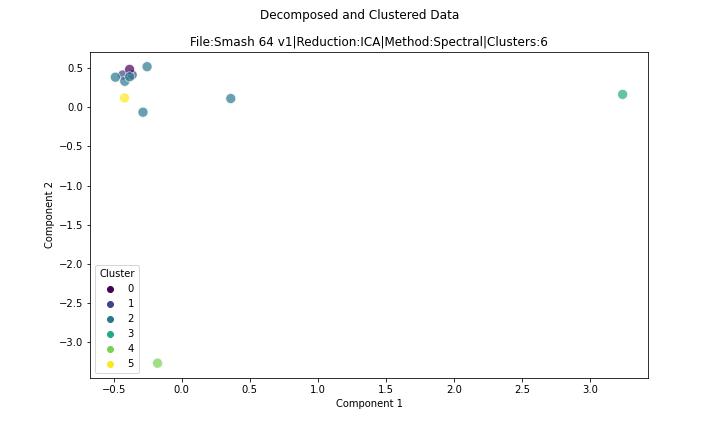 Decomposed and Clustered Data
File:Smash 64 v1|Reduction:ICA|Method:Spectral|Clusters:6
0.5
0.0
−0.5
−1.0
−1.5
−2.0
−2.5
−3.0
Component 2
Cluster
0
1
2
3
4
5
−0.5 0.0 0.5 1.0 1.5 2.0 2.5 3.0
Component 1